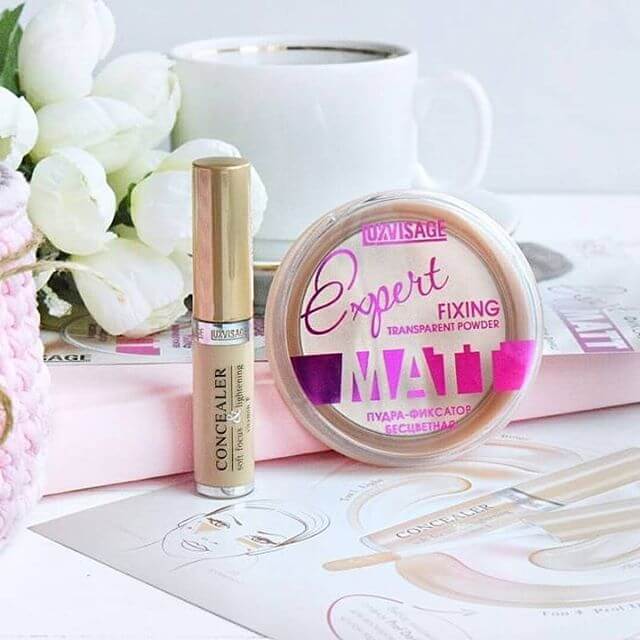 LUXVISAGE
Expert
FIXING
TRANSPARENT POWDER
MATT
ПУДРА-ФИКСАТОР
БЕСЦВЕТНАЯ
LUXVISAGE
CONCEALER
soft focus & lightening
CONCEALER